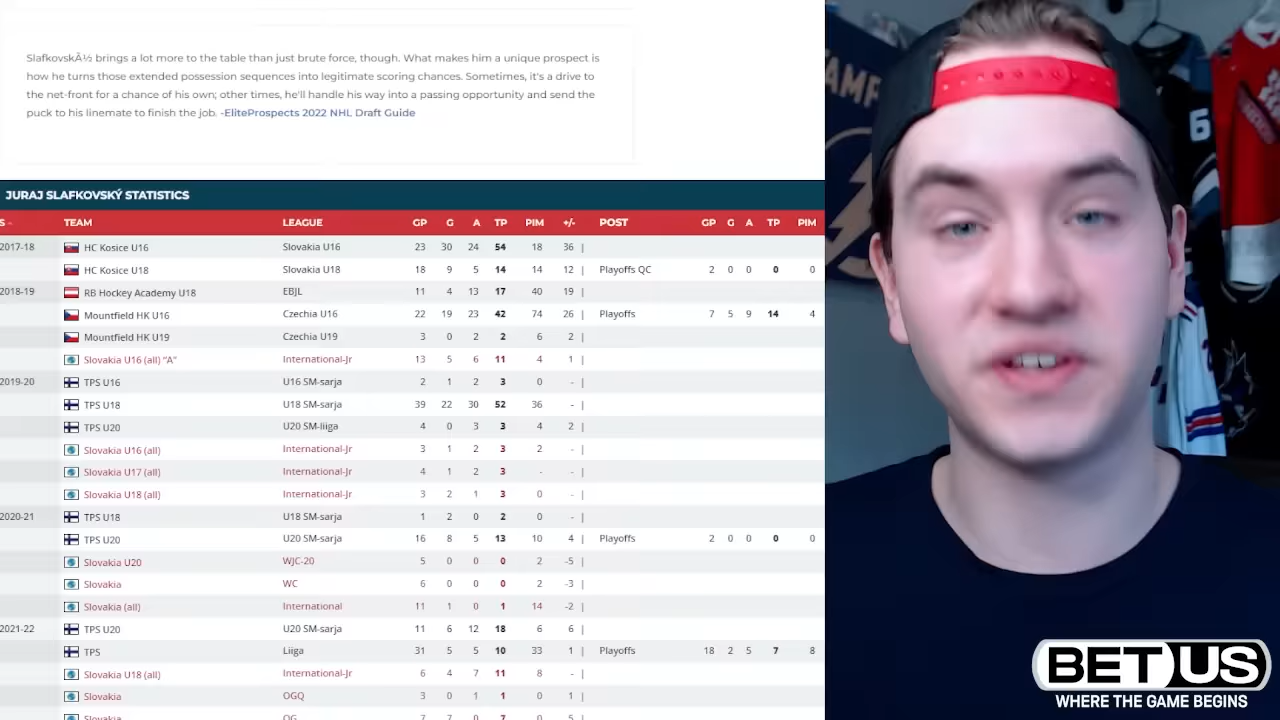 SlafkovskÃ½ brings a lot more to the table than just brute force, though. What makes him a unique prospect is
how he turns those extended possession sequences into legitimate scoring chances. Sometimes, it's a drive to
the net-front for a chance of his own; other times, he'll handle his way into a passing opportunity and send the
puck to his linemate to finish the job. -EliteProspects 2022 NHL Draft Guide
JURAJ SLAFKOVSKÝ STATISTICS
S TEAM LEAGUE GP G A TP PIM +/- POST GP G A TP PIM
2017-18 HC Kosice U16 Slovakia U16 23 30 24 54 18 36 |
HC Kosice U18 Slovakia U18 18 9 5 14 14 12 | Playoffs QC 2 0 0 0 0
2018-19 RB Hockey Academy U18 EBJL 11 4 13 17 40 19 |
Mountfield HK U16 Czechia U16 22 19 23 42 74 26 | Playoffs 7 5 9 14 4
Mountfield HK U19 Czechia U19 3 0 2 2 6 2 |
Slovakia U16 (all) "A" International-Jr 13 5 6 11 4 1 |
2019-20 TPS U16 U16 SM-sarja 2 1 2 3 0 - |
TPS U18 U18 SM-sarja 39 22 30 52 36 - |
TPS U20 U20 SM-liiga 4 0 3 3 4 2 |
Slovakia U16 (all) International-Jr 3 1 2 3 2 - |
Slovakia U17 (all) International-Jr 4 1 2 3 - - |
Slovakia U18 (all) International-Jr 3 2 1 3 0 - |
2020-21 TPS U18 U18 SM-sarja 1 2 0 2 0 - |
TPS U20 U20 SM-sarja 16 8 5 13 10 4 | Playoffs 2 0 0 0 0
Slovakia U20 WJC-20 5 0 0 0 2 -5 |
Slovakia WC 6 0 0 0 2 -3 |
Slovakia (all) International 11 1 0 1 14 -2 |
2021-22 TPS U20 U20 SM-sarja 11 6 12 18 6 6 |
TPS Liiga 31 5 5 10 33 1 | Playoffs 18 2 5 7 8
Slovakia U18 (all) International-Jr 6 4 7 11 8 - |
Slovakia OGQ 3 0 1 1 0 1 |
Slovakia OG 7 7 0 7 0 5 |
6
BETUS
WHERE THE GAME BEGINS